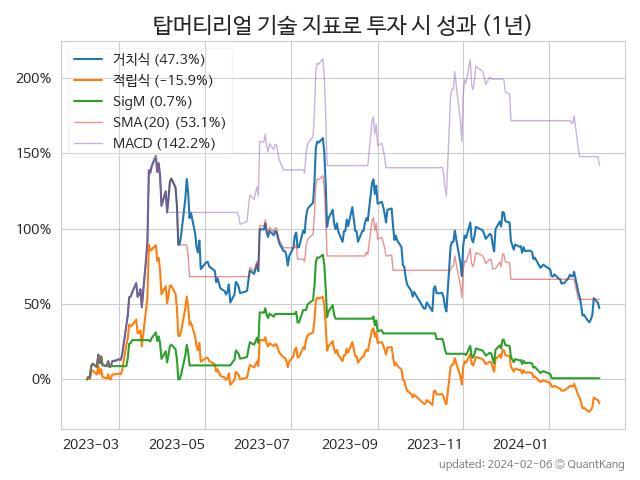 탑머티리얼 기술 지표로 투자 시 성과 (1년)
거치식 (47.3%)
적립식 (−15.9%)
SigM (0.7%)
SMA(20) (53.1%)
MACD (142.2%)
200%
150%
100%
50%
0%
2023-03 2023-05 2023-07 2023-09 2023-11 2024-01
updated: 2024-02-06 © QuantKang